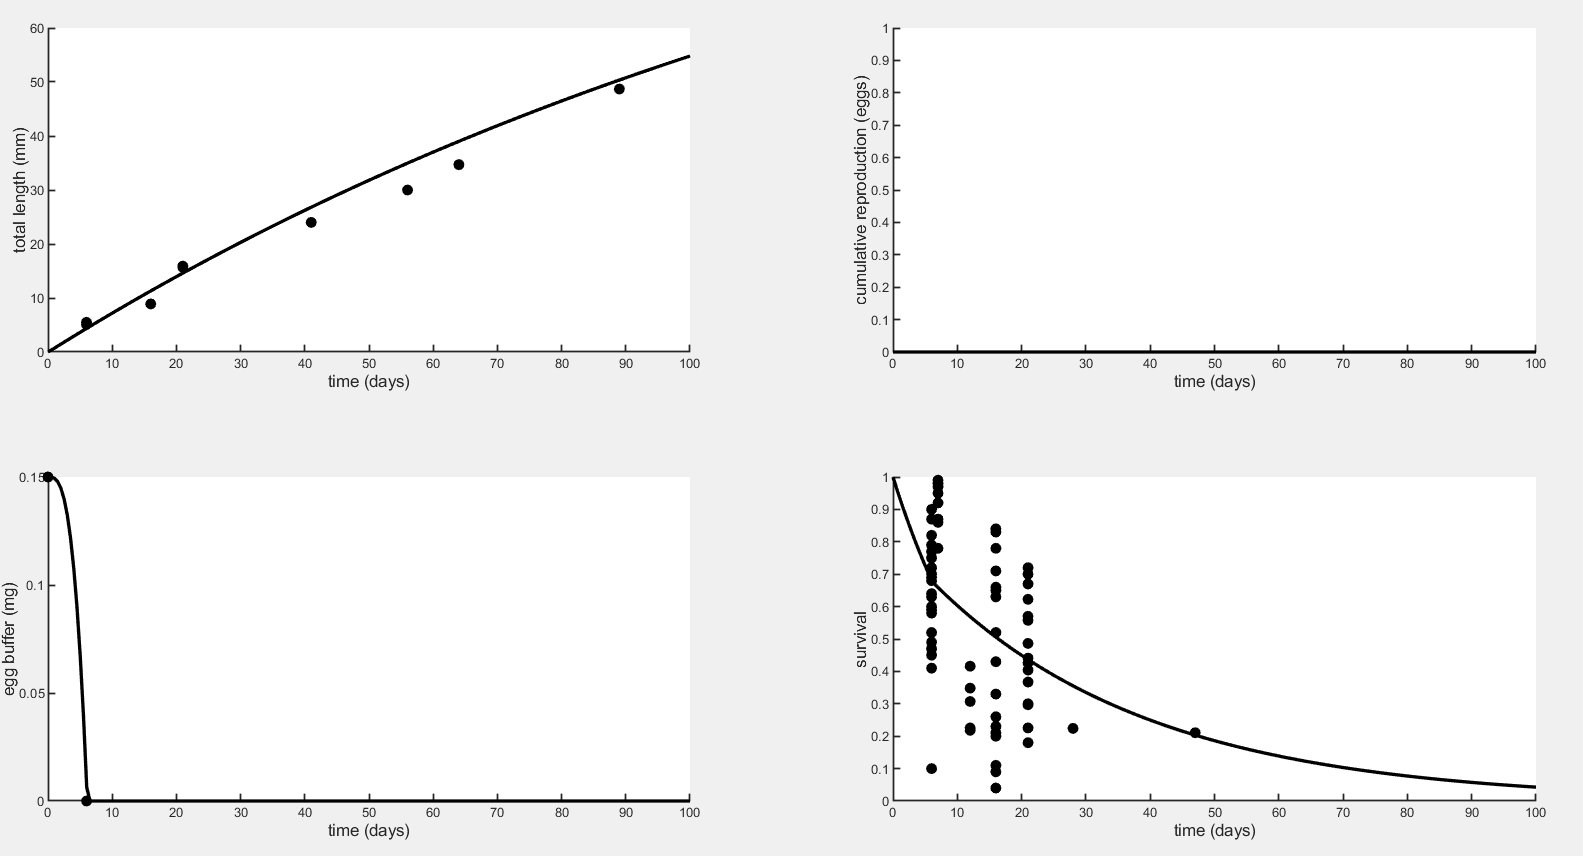 60
50
40
30
20
10
0
total length (mm)
0 10 20 30 40 50 60 70 80 90 100
time (days)
1
0.9
0.8
0.7
0.6
0.5
0.4
0.3
0.2
0.1
0
cumulative reproduction (eggs)
0 10 20 30 40 50 60 70 80 90 100
time (days)
0.15
0.1
0.05
0
egg buffer (mg)
0 10 20 30 40 50 60 70 80 90 100
time (days)
1
0.9
0.8
0.7
0.6
0.5
0.4
0.3
0.2
0.1
0
survival
0 10 20 30 40 50 60 70 80 90 100
time (days)